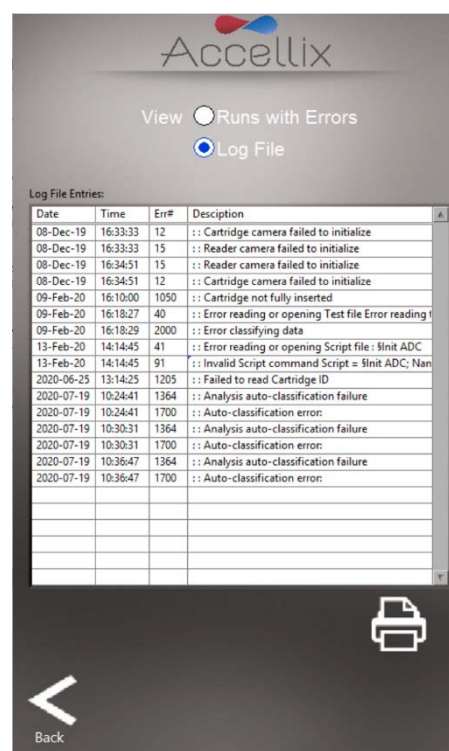 Accellix
View Runs with Errors
Log File
Log File Entries:
Date Time Err# Desciption
08-Dec-19 16:33:33 12 : : Cartridge camera failed to initialize
08-Dec-19 16:33:33 15 : : Reader camera failed to initialize
08-Dec-19 16:34:51 15 : : Reader camera failed to initialize
08-Dec-19 16:34:51 12 : : Cartridge camera failed to initialize
09-Feb-20 16:10:00 1050 : : Cartridge not fully inserted
09-Feb-20 16:18:27 40 : : Error reading or opening Test file Error reading t
09-Feb-20 16:18:29 2000 : : Error classifying data
13-Feb-20 14:14:45 41 : : Error reading or opening Script file : §Init ADC
13-Feb-20 14:14:45 91 : : Invalid Script command Script = §Init ADC; Nan
2020-06-25 13:14:25 1205 : : Failed to read Cartridge ID
2020-07-19 10:24:41 1364 : : Analysis auto-classification failure
2020-07-19 10:24:41 1700 : : Auto-classification error:
2020-07-19 10:30:31 1364 : : Analysis auto-classification failure
2020-07-19 10:30:31 1700 : : Auto-classification error:
2020-07-19 10:36:47 1364 : : Analysis auto-classification failure
2020-07-19 10:36:47 1700 : : Auto-classification error:
Back